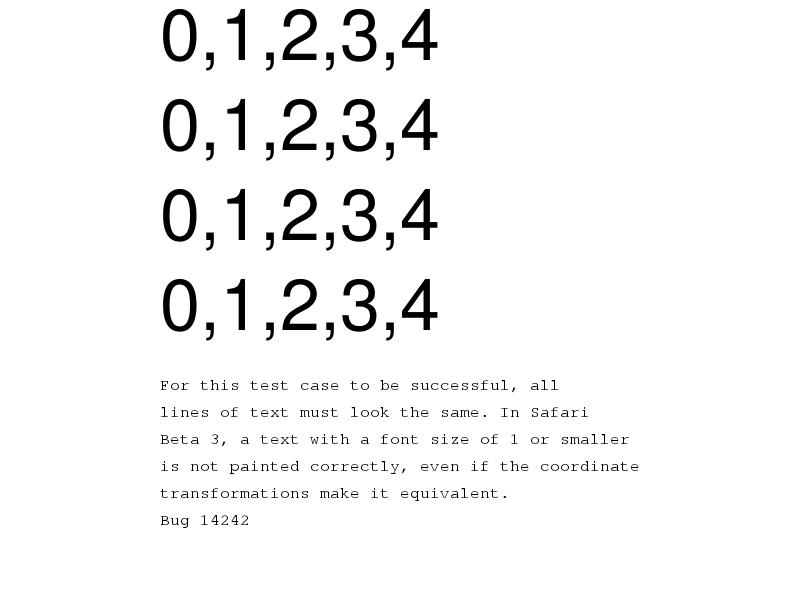 0,1,2,3,4
0,1,2,3,4
0,1,2,3,4
0,1,2,3,4
For this test case to be successful, all
lines of text must look the same. In Safari
Beta 3, a text with a font size of 1 or smaller
is not painted correctly, even if the coordinate
transformations make it equivalent.
Bug 14242